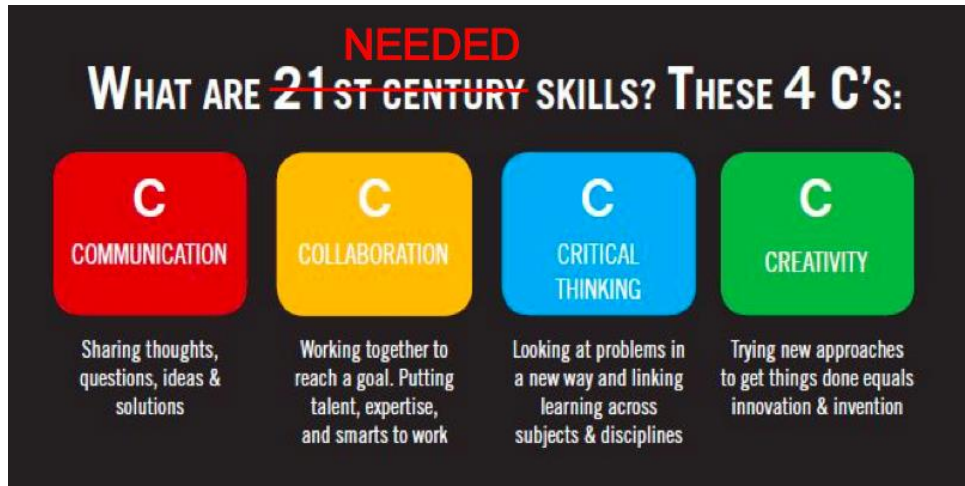 NEEDED
WHAT ARE 21ST CENTURY SKILLS? THESE 4 C'S:
C
COMMUNICATION
Sharing thoughts,
questions, ideas &
solutions
C
COLLABORATION
Working together to
reach a goal. Putting
talent, expertise,
and smarts to work
C
CRITICAL
THINKING
Looking at problems in
a new way and linking
learning across
subjects & disciplines
C
CREATIVITY
Trying new approaches
to get things done equals
innovation & invention